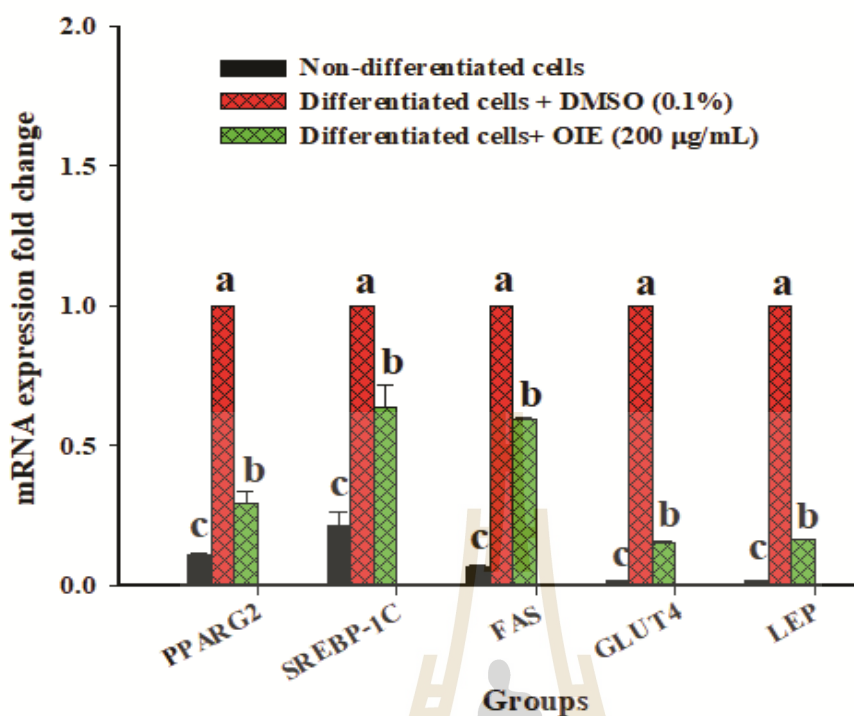 2.0
Non-differentiated cells
Differentiated cells + DMSO (0.1%)
Differentiated cells+ OIE (200 µg/mL)
1.5
mRNA expression fold change
a a a a a
1.0
b b
0.5
b c b b
c c c c
0.0
PPARG2 SREBP-1C FAS GLUT4 LEP
Groups